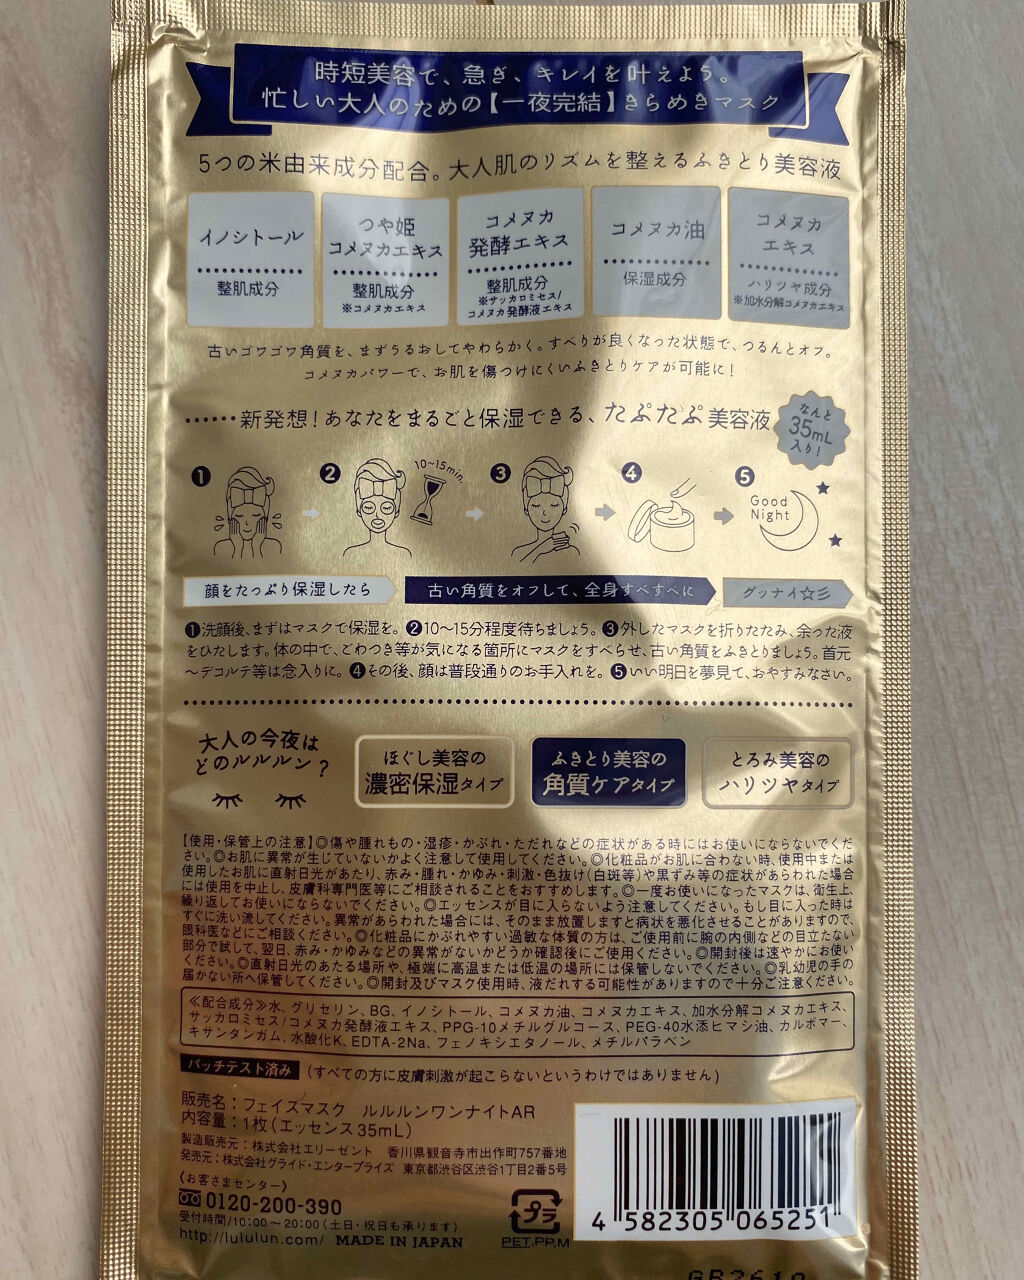 時短美容で、急ぎ、キレイを叶えよう。
忙しい大人のための【一夜完結】きらめきマスク
5つの米由来成分配合。大人肌のリズムを整えるふきとり美容液
イノシトール
整肌成分
つや姫
コメヌカエキス
整肌成分
※コメヌカエキス
コメヌカ
発酵エキス
整肌成分
※サッカロミセス/
コメヌカ発酵液エキス
コメヌカ油
保湿成分
コメヌカ
エキス
ハリツヤ成分
※加水分解コメヌカエキス
古いゴワゴワ角質を、まずうるおしてやわらかく。すべりが良くなった状態で、つるんとオフ。
コメヌカパワーで、お肌を傷つけにくいふきとりケアが可能に!
……新発想!あなたをまるごと保湿できる、たぷたぷ美容液
なんと
35mL
入り!
❶
❷
10~15min.
❸
❹
❺
Good
Night
顔をたっぷり保湿したら
古い角質をオフして、全身すべすべに
グッナイ☆彡
❶洗顔後、まずはマスクで保湿を。❷10〜15分程度待ちましょう。❸外したマスクを折りたたみ、余った液
をひたします。体の中で、ごわつき等が気になる箇所にマスクをすべらせ、古い角質をふきとりましょう。首元
〜デコルテ等は念入りに。❹その後、顔は普段通りのお手入れを。❺いい明日を夢見て、おやすみなさい。
大人の今夜は
どのルルルン?
ほぐし美容の
濃密保湿タイプ
ふきとり美容の
角質ケアタイプ
とろみ美容の
ハリツヤタイプ
【使用・保管上の注意】◎傷や腫れもの・湿疹・かぶれ・ただれなどの症状がある時にはお使いにならないでくだ
さい。◎お肌に異常が生じていないかよく注意して使用してください。◎化粧品がお肌に合わない時、使用中または
使用したお肌に直射日光があたり、赤み・腫れ・かゆみ・刺激・色抜け(白斑等)や黒ずみ等の症状があらわれた場合
には使用を中止し、皮膚科専門医等にご相談されることをおすすめします。◎一度お使いになったマスクは、衛生上、
繰り返してお使いにならないでください。◎エッセンスが目に入らないよう注意してください。もし目に入った時は
すぐに洗い流してください。異常があらわれた場合には、そのまま放置しますと病状を悪化させることがありますので、
眼科医などにご相談ください。◎化粧品にかぶれやすい過敏な体質の方は、ご使用前に腕の内側などの目立たない
部分で試して、翌日、赤み・かゆみなどの異常がないかどうか確認後にご使用ください。◎開封後は速やかにお使い
ください。◎直射日光のあたる場所や、極端に高温または低温の場所には保管しないでください。◎乳幼児の手の
届かない所へ保管してください。◎開封及びマスク使用時、液だれする可能性がありますので十分ご注意ください。
≪配合成分≫水、グリセリン、BG、イノシトール、コメヌカ油、コメヌカエキス、加水分解コメヌカエキス、
サッカロミセス/コメヌカ発酵液エキス、PPG-10メチルグルコース、PEG-40水添ヒマシ油、カルボマー、
キサンタンガム、水酸化K、EDTA-2Na、フェノキシエタノール、メチルパラベン
パッチテスト済み (すべての方に皮膚刺激が起こらないというわけではありません)
販売名:フェイスマスク ルルルンワンナイトAR
内容量:1枚(エッセンス35mL)
製造販売元:株式会社エリーゼント 香川県観音寺市出作町757番地
発売元:株式会社グライド・エンタープライズ 東京都渋谷区渋谷1丁目2番5号
〈お客さまセンター〉
0120-200-390
受付時間/10:00〜20:00(土日・祝日も承ります)
http://lululun.com/ MADE IN JAPAN
プラ
PET,PP,M
4 582305 065251